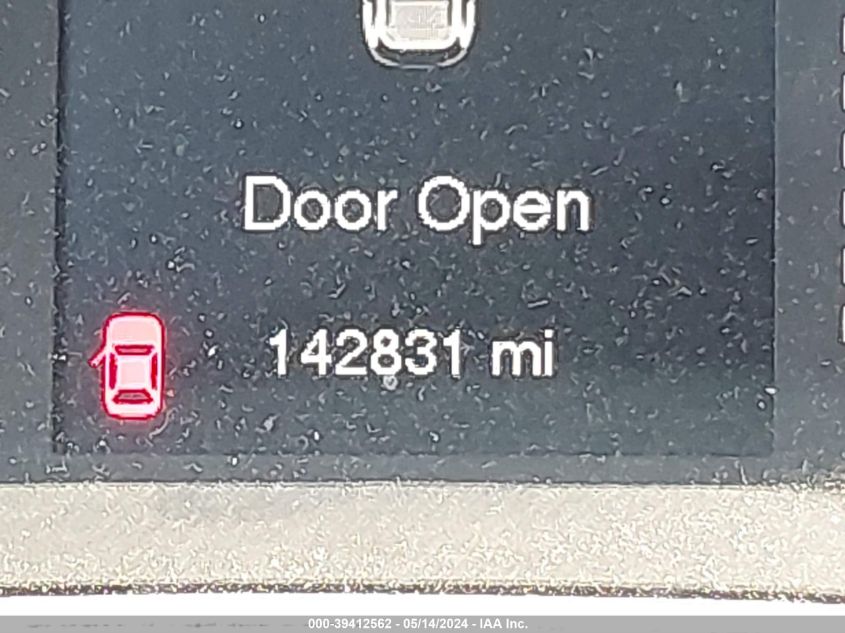 Door Open
142831 mi
000-39412562 - 05/14/2024 - IAA Inc.